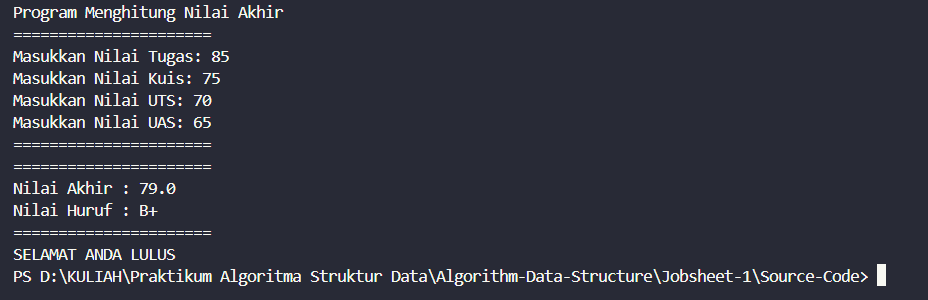 Program Menghitung Nilai Akhir
======================
Masukkan Nilai Tugas: 85
Masukkan Nilai Kuis: 75
Masukkan Nilai UTS: 70
Masukkan Nilai UAS: 65
======================
======================
Nilai Akhir : 79.0
Nilai Huruf : B+
======================
SELAMAT ANDA LULUS
PS D:\KULIAH\Praktikum Algoritma Struktur Data\Algorithm-Data-Structure\Jobsheet-1\Source-Code>